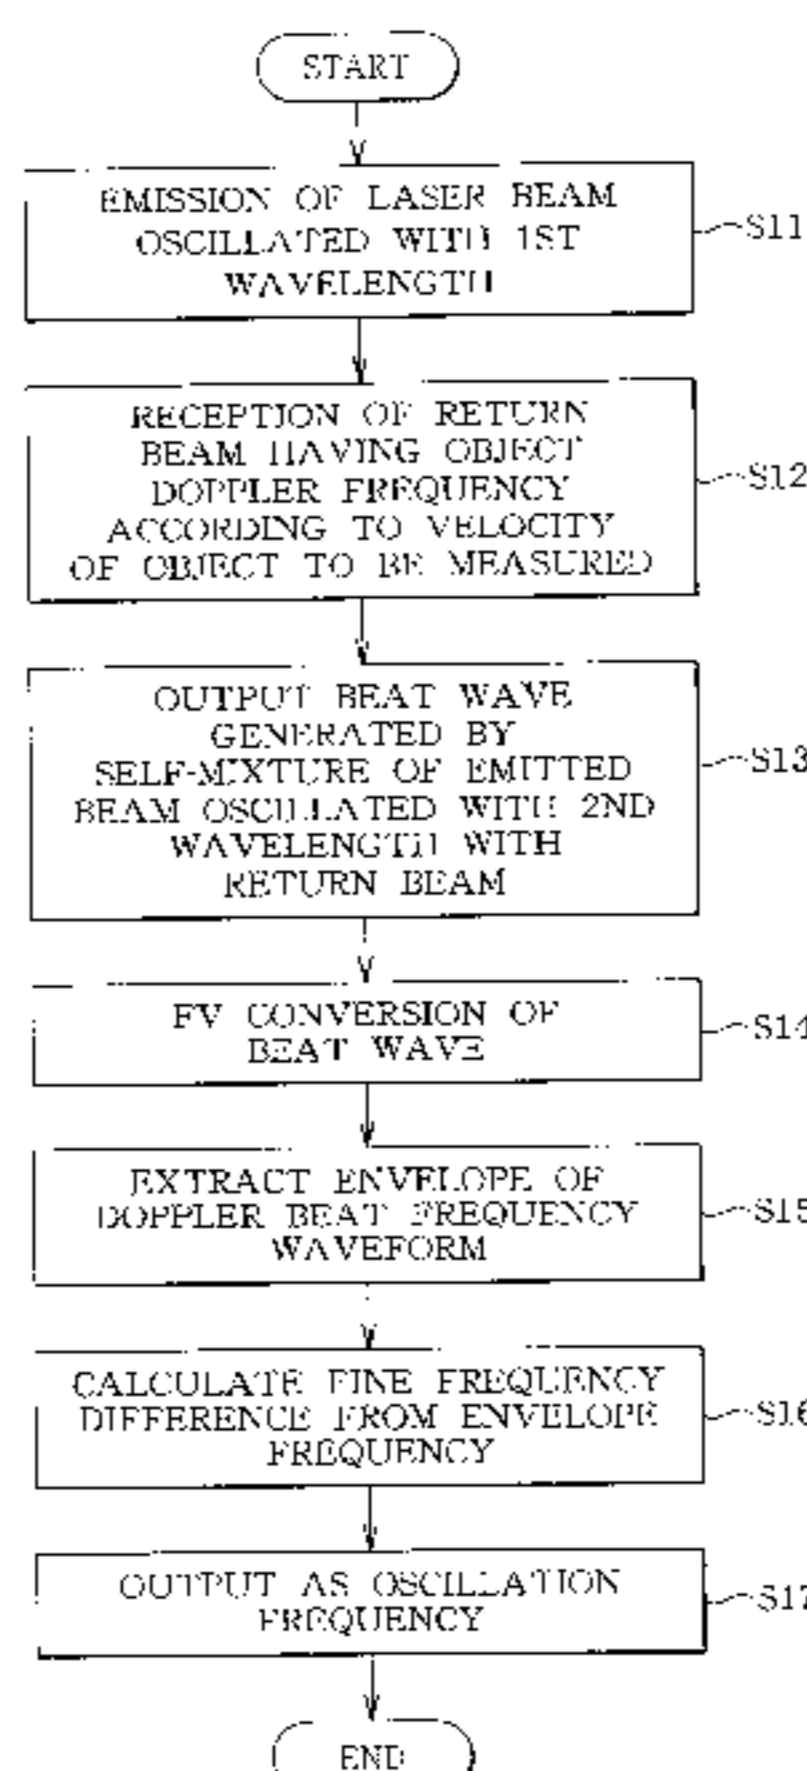 START
EMISSION OF LASER BEAM
OSCILLATED WITH 1ST
WAVELENGTH
S11
RECEPTION OF RETURN
BEAM HAVING OBJECT
DOPPLER FREQUENCY
ACCORDING TO VELOCITY
OF OBJECT TO BE MEASURED
S12
OUTPUT BEAT WAVE
GENERATED BY
SELF-MIXTURE OF EMITTED
BEAM OSCILLATED WITH 2ND
WAVELENGTH WITH
RETURN BEAM
S13
FV CONVERSION OF
BEAT WAVE
S14
EXTRACT ENVELOPE OF
DOPPLER BEAT FREQUENCY
WAVEFORM
S15
CALCULATE FINE FREQUENCY
DIFFERENCE FROM ENVELOPE
FREQUENCY
S16
OUTPUT AS OSCILLATION
FREQUENCY
S17
END